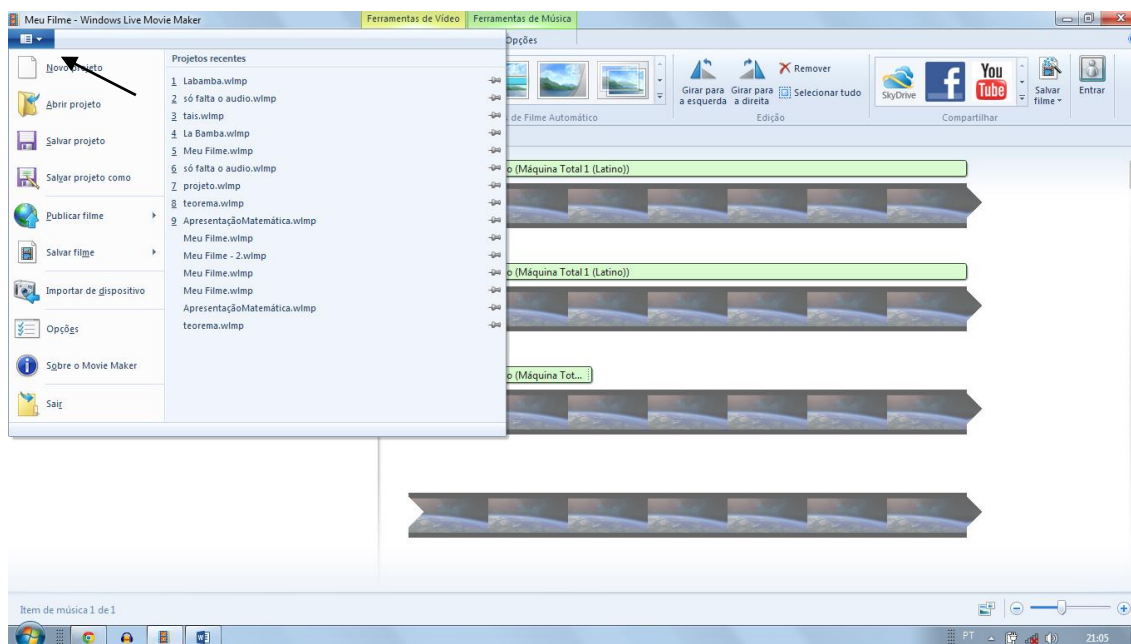 Meu Filme - Windows Live Movie Maker
Ferramentas de Vídeo
Ferramentas de Música
Opções
Novo projeto
Abrir projeto
Salvar projeto
Salvar projeto como
Publicar filme
Salvar filme
Importar de dispositivo
Opções
Sobre o Movie Maker
Sair
Projetos recentes
1 Labamba.wlmp
2 só falta o audio.wlmp
3 tais.wlmp
4 La Bamba.wlmp
5 Meu Filme.wlmp
6 só falta o audio.wlmp
7 projeto.wlmp
8 teorema.wlmp
9 ApresentaçãoMatemática.wlmp
Meu Filme.wlmp
Meu Filme - 2.wlmp
Meu Filme.wlmp
Meu Filme.wlmp
ApresentaçãoMatemática.wlmp
teorema.wlmp
de Filme Automático
Girar para a esquerda
Girar para a direita
Remover
Selecionar tudo
Edição
SkyDrive
f
You Tube
Compartilhar
Salvar filme
Entrar
o (Máquina Total 1 (Latino))
o (Máquina Total 1 (Latino))
o (Máquina Tot...
Item de música 1 de 1
PT
21:05